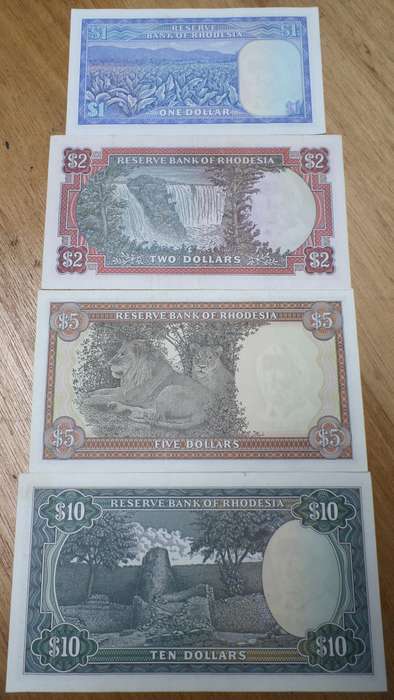 RESERVE
$1 BANK OF RHODESIA $1
$1 ONE DOLLAR $1
RESERVE BANK OF RHODESIA
$2 $2
$2 TWO DOLLARS $2
RESERVE BANK OF RHODESIA
$5 $5
$5 FIVE DOLLARS $5
RESERVE BANK OF RHODESIA
$10 $10
$10 TEN DOLLARS $10